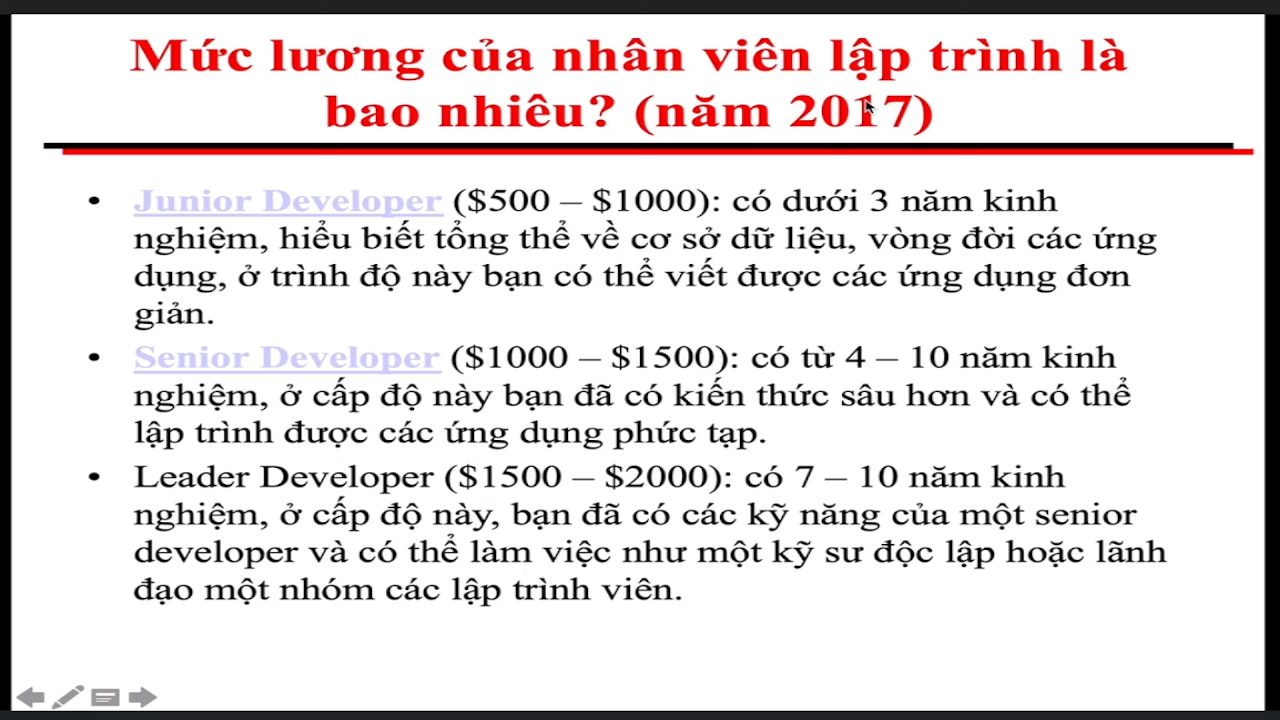 Mức lương của nhân viên lập trình là
bao nhiêu? (năm 2017)
• Junior Developer ($500 – $1000): có dưới 3 năm kinh
nghiệm, hiểu biết tổng thể về cơ sở dữ liệu, vòng đời các ứng
dụng, ở trình độ này bạn có thể viết được các ứng dụng đơn
giản.
• Senior Developer ($1000 – $1500): có từ 4 – 10 năm kinh
nghiệm, ở cấp độ này bạn đã có kiến thức sâu hơn và có thể
lập trình được các ứng dụng phức tạp.
• Leader Developer ($1500 – $2000): có 7 – 10 năm kinh
nghiệm, ở cấp độ này, bạn đã có các kỹ năng của một senior
developer và có thể làm việc như một kỹ sư độc lập hoặc lãnh
đạo một nhóm các lập trình viên.